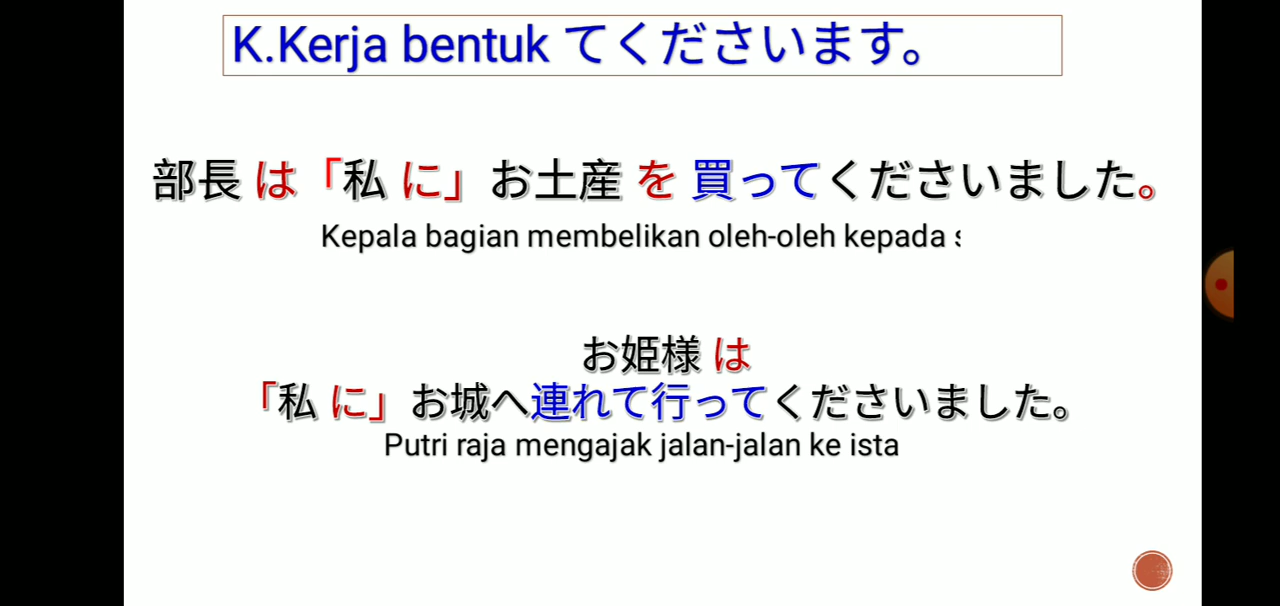 K.Kerja bentuk てくださいます。
部長 は「私 に」お土産 を 買ってくださいました。
Kepala bagian membelikan oleh-oleh kepada
お姫様 は
「私 に」お城へ連れて行ってくださいました。
Putri raja mengajak jalan-jalan ke ista